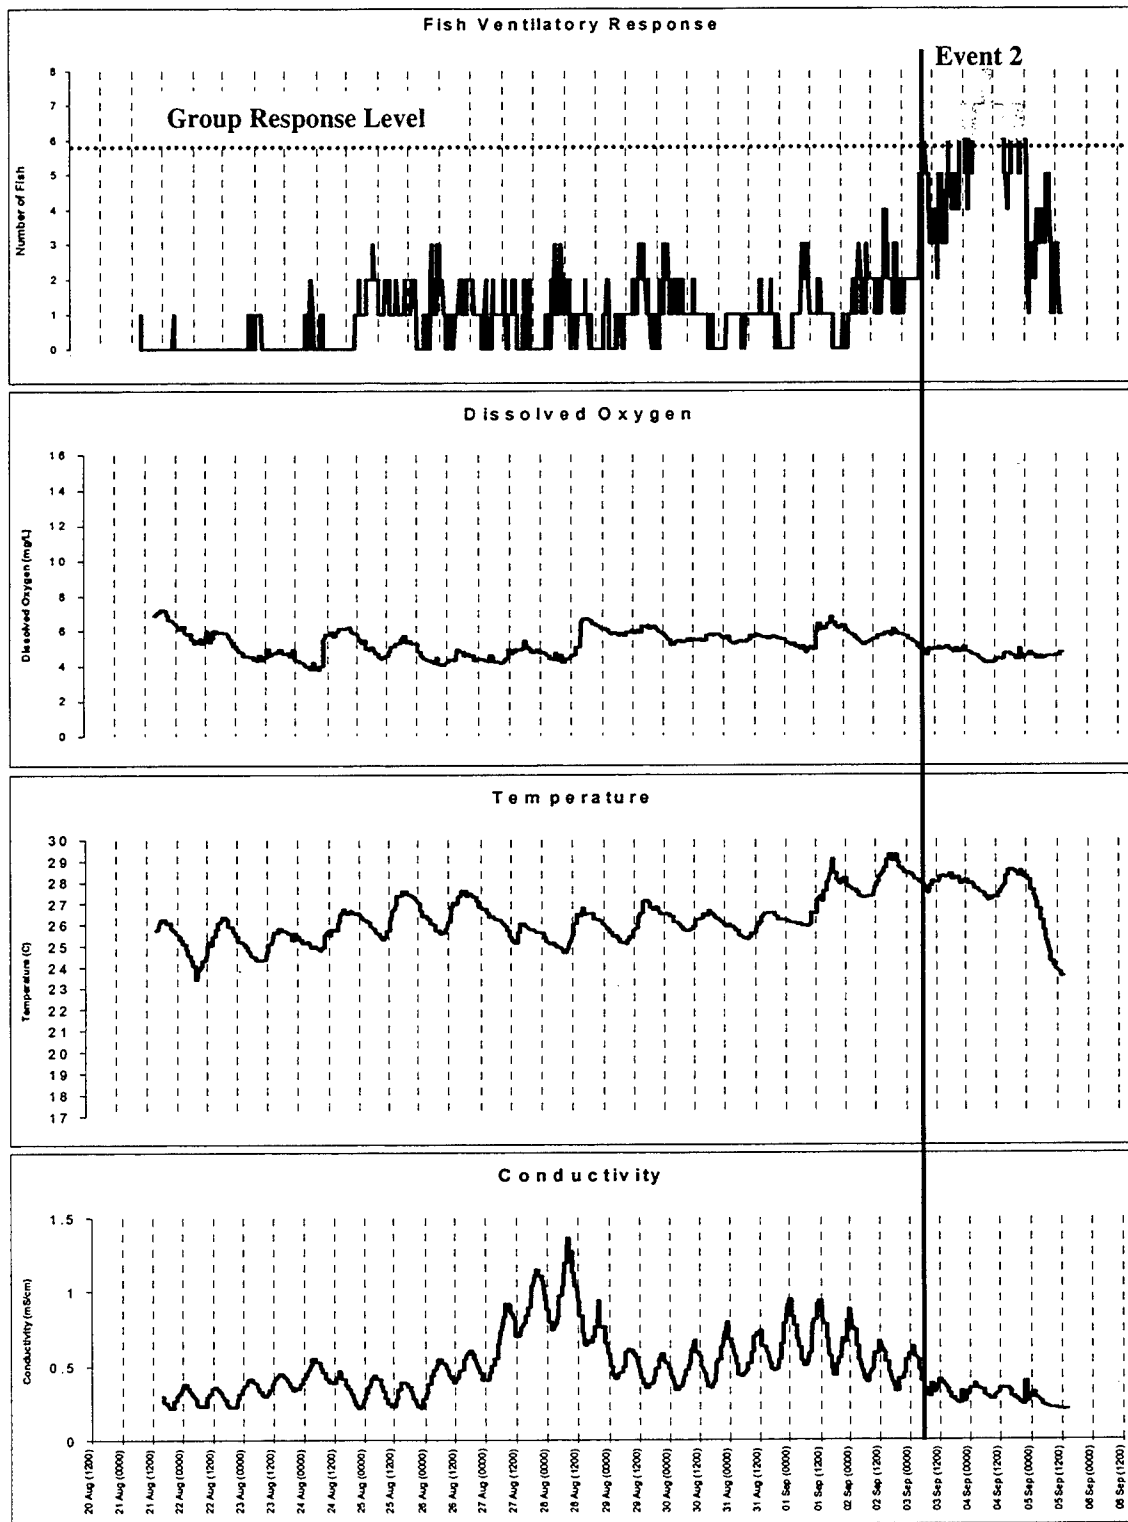 Fish Ventilatory Response
Event 2
8
7
Group Response Level
6
5
4
3
2
1
0
Number of Fish
Dissolved Oxygen
16
14
12
10
8
6
4
2
0
Dissolved Oxygen (mg/L)
Temperature
30
29
28
27
26
25
24
23
22
21
20
19
18
17
Temperature (C)
Conductivity
1.5
1
0.5
0
Conductivity (mS/cm)
20 Aug (1200)
21 Aug (0000)
21 Aug (1200)
22 Aug (0000)
22 Aug (1200)
23 Aug (0000)
23 Aug (1200)
24 Aug (0000)
24 Aug (1200)
25 Aug (0000)
25 Aug (1200)
26 Aug (0000)
26 Aug (1200)
27 Aug (0000)
27 Aug (1200)
28 Aug (0000)
28 Aug (1200)
29 Aug (0000)
29 Aug (1200)
30 Aug (0000)
30 Aug (1200)
31 Aug (0000)
31 Aug (1200)
01 Sep (0000)
01 Sep (1200)
02 Sep (0000)
02 Sep (1200)
03 Sep (0000)
03 Sep (1200)
04 Sep (0000)
04 Sep (1200)
05 Sep (0000)
05 Sep (1200)
06 Sep (0000)
06 Sep (1200)